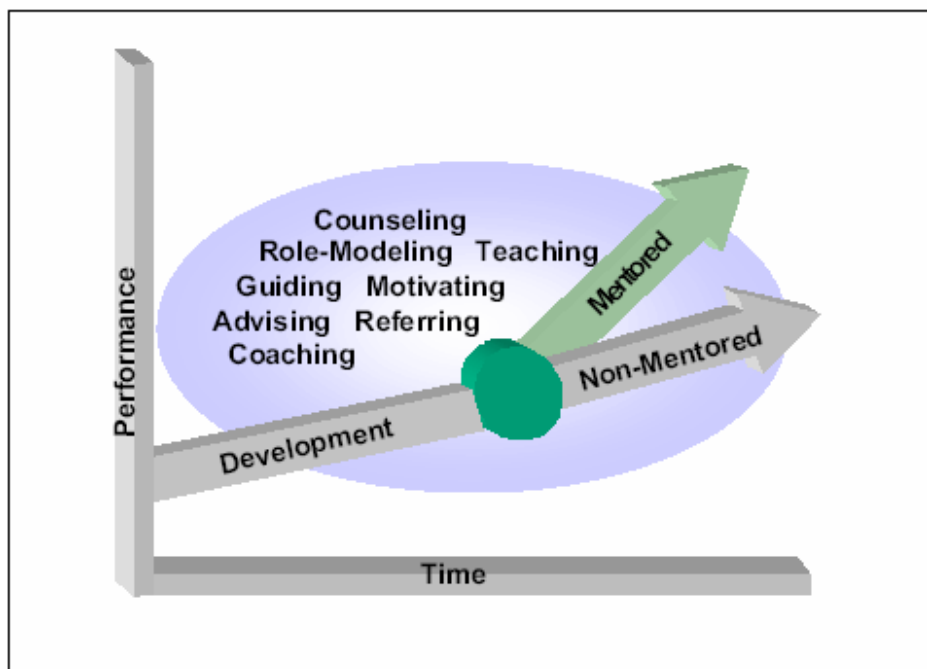 Performance
Counseling
Role-Modeling Teaching
Guiding Motivating
Advising Referring
Coaching
Mentored
Non-Mentored
Development
Time